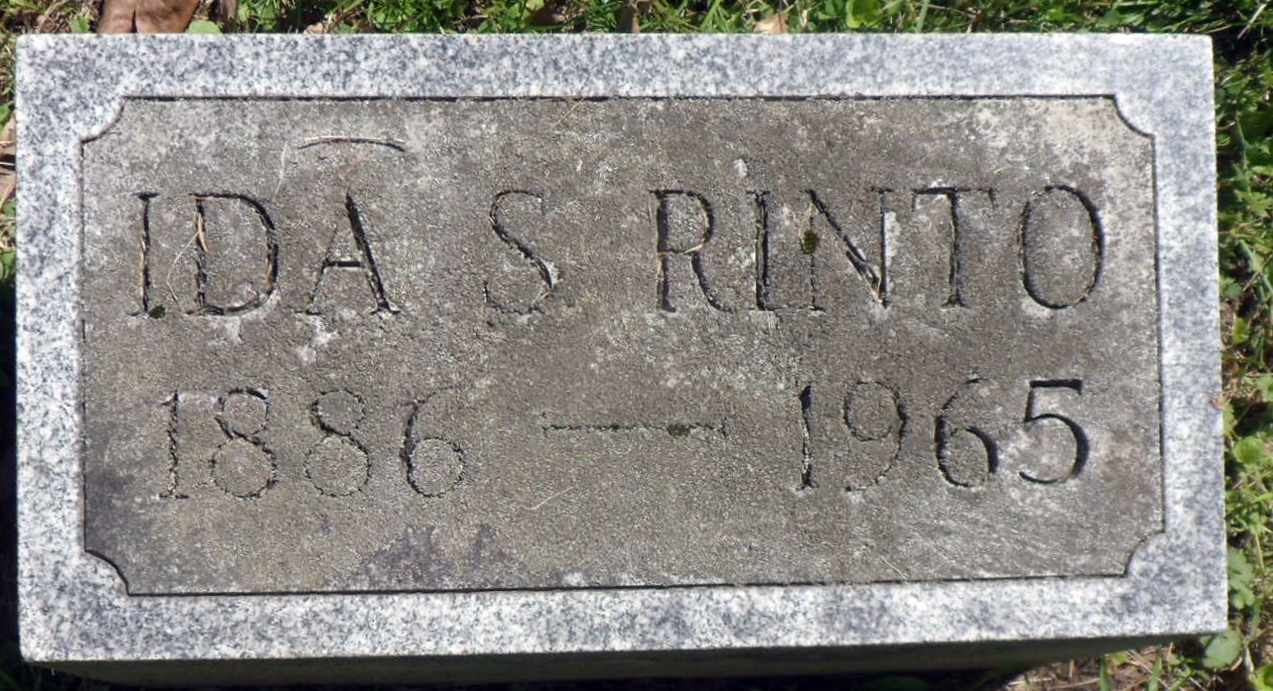 IDA S RINTO
1886 — 1965